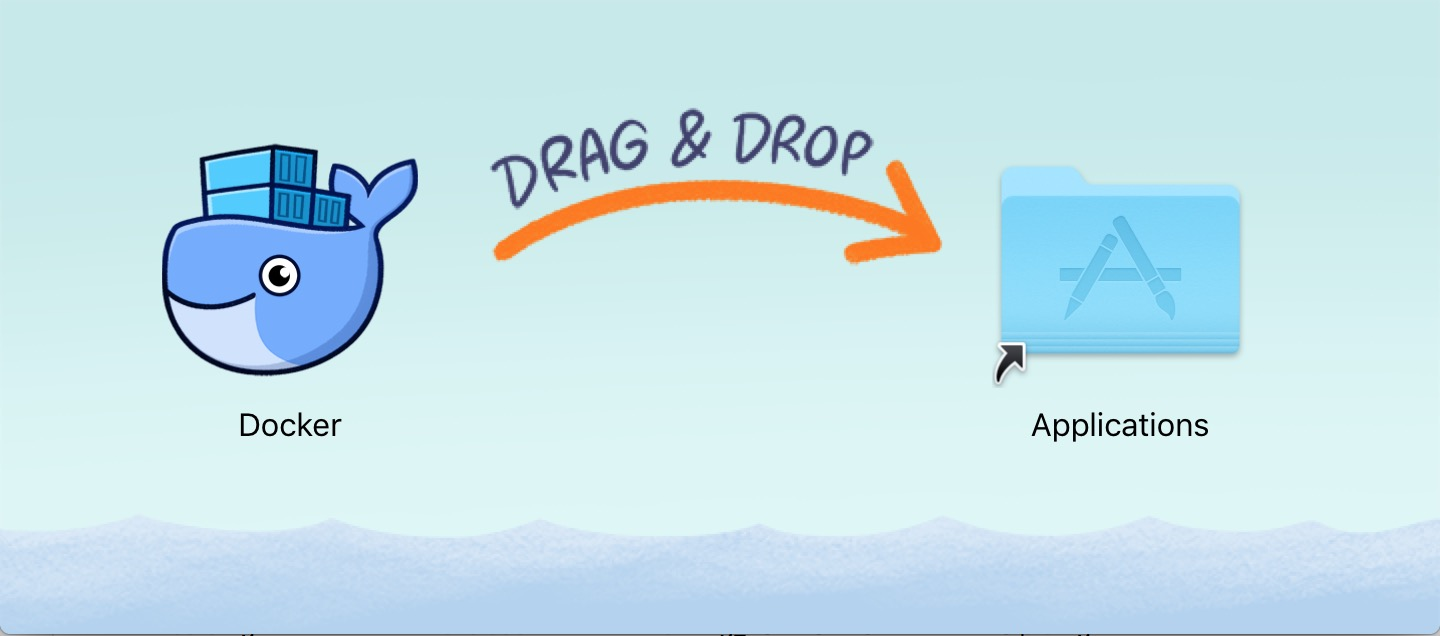 DRAG & DROP
Docker
Applications